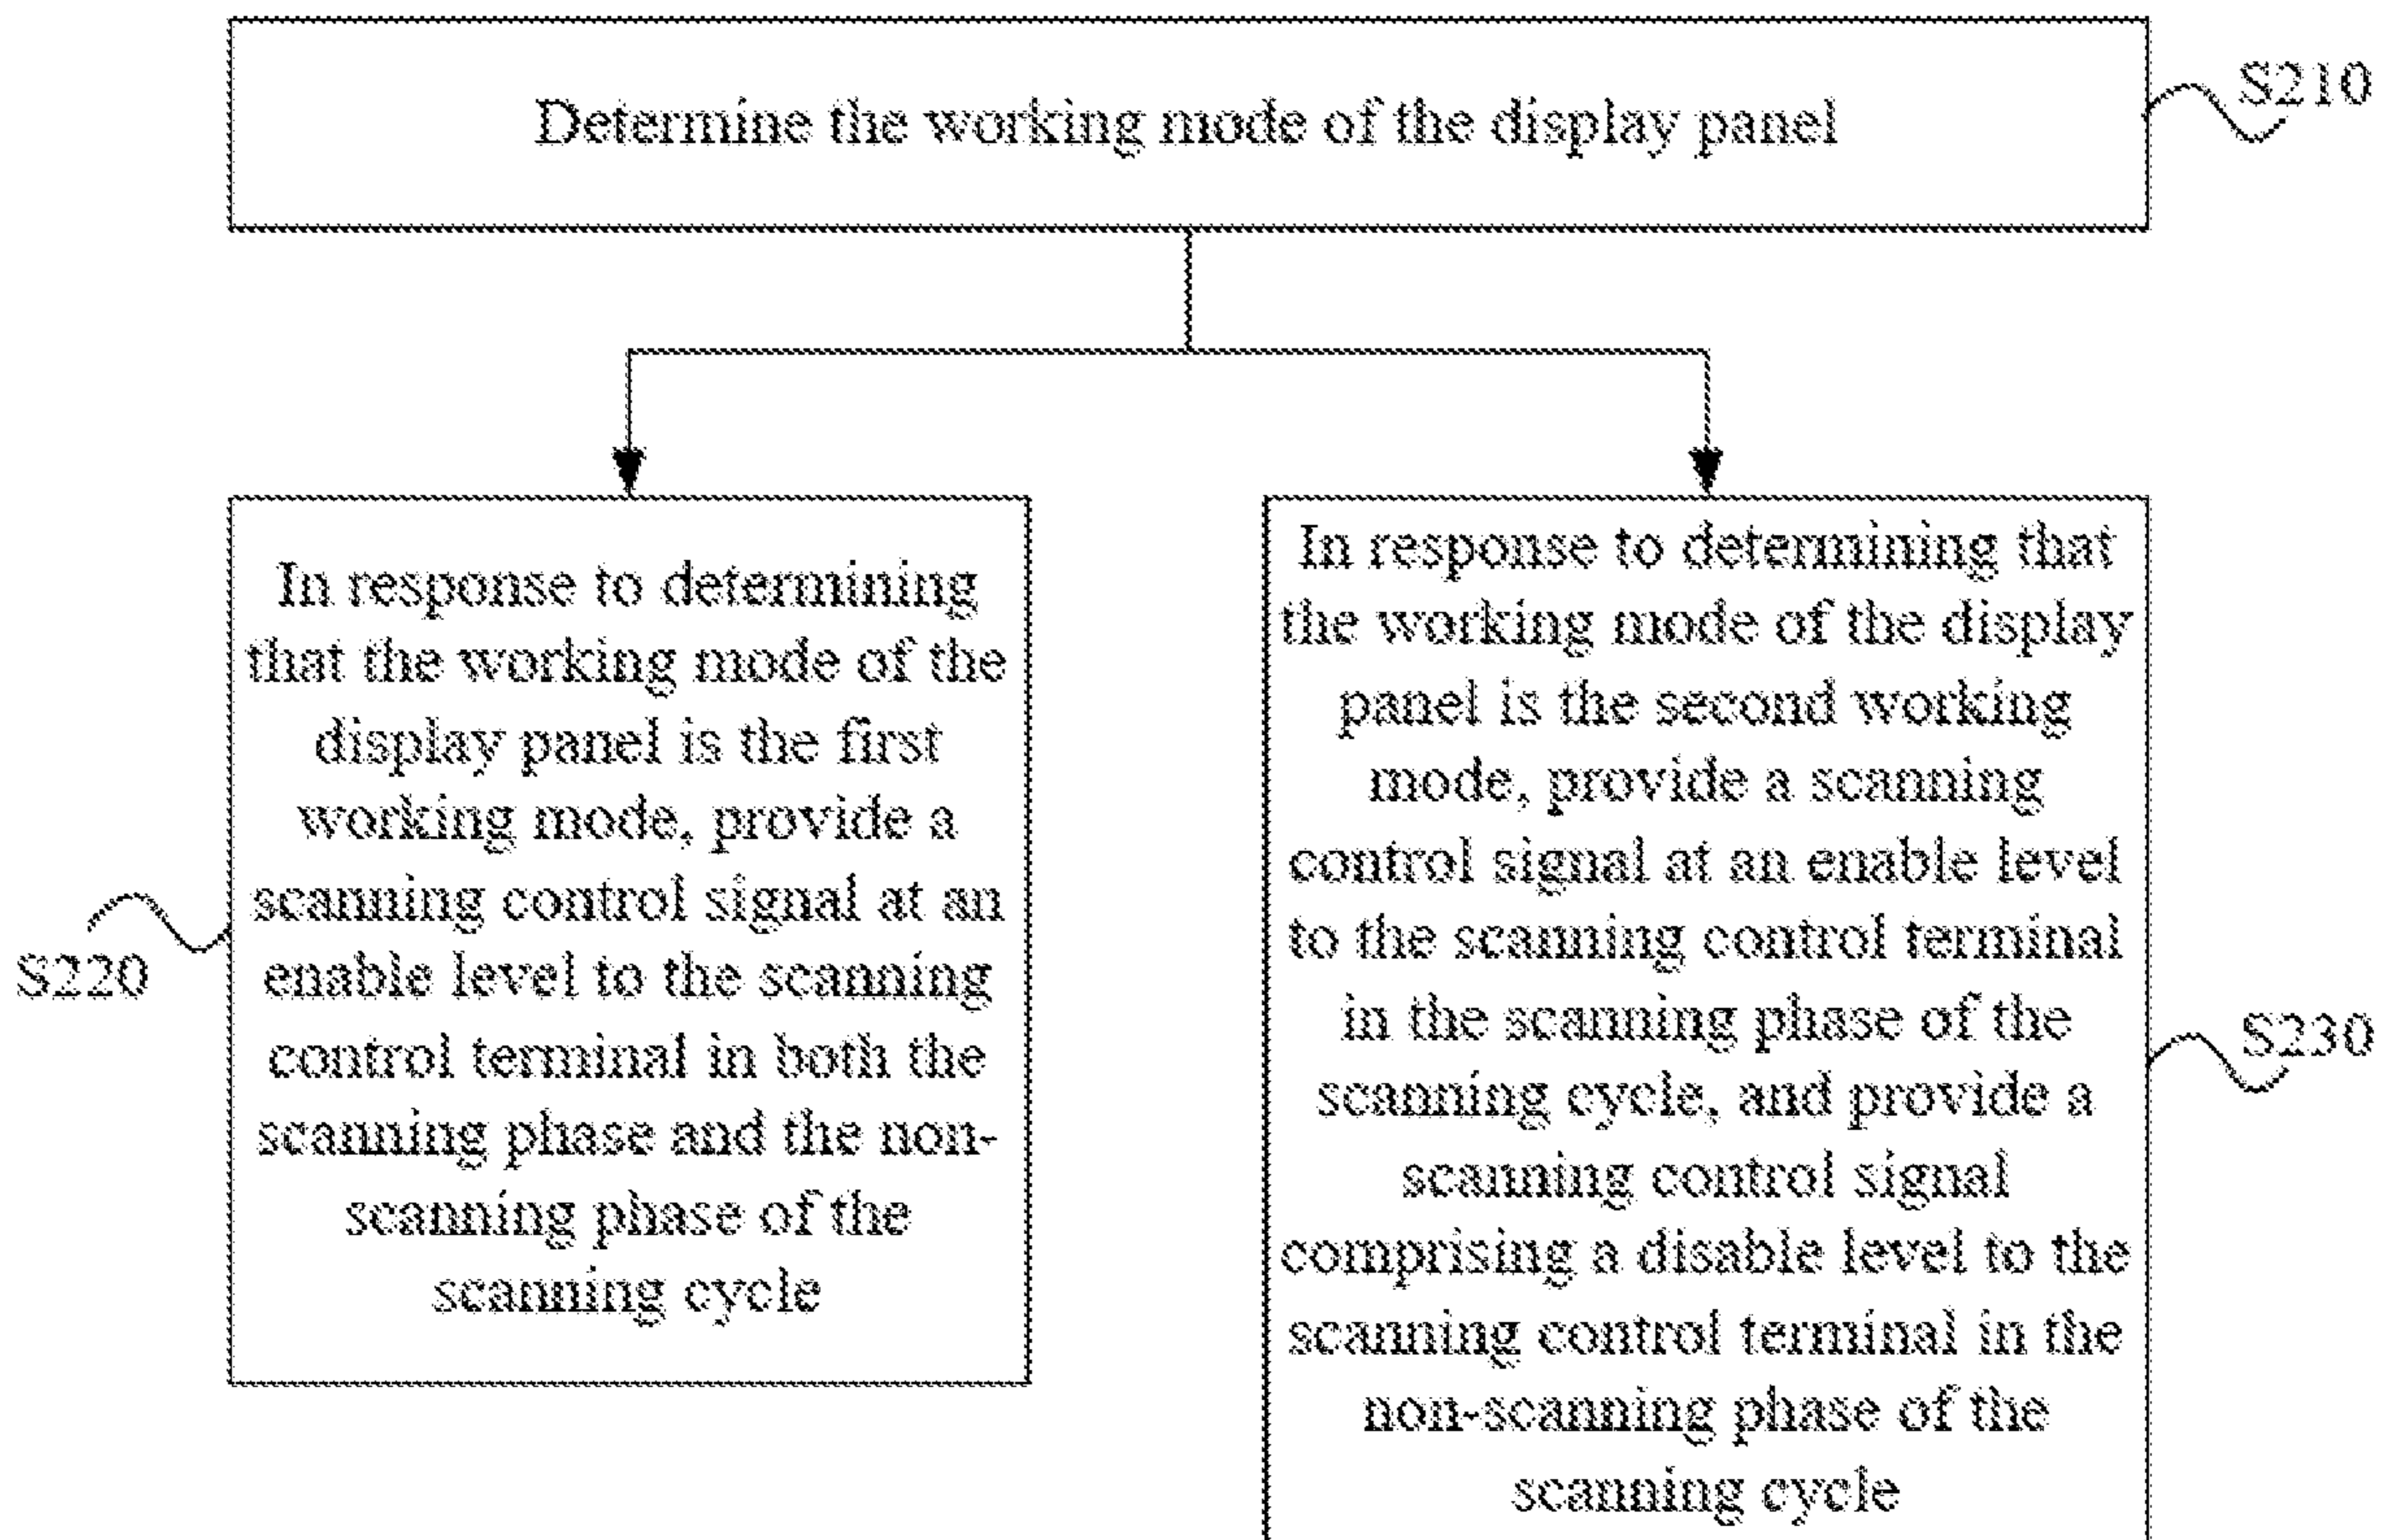 Determine the working mode of the display panel
S210
In response to determining
that the working mode of the
display panel is the first
working mode, provide a
scanning control signal at an
enable level to the scanning
control terminal in both the
scanning phase and the non-
scanning phase of the
scanning cycle
S220
In response to determining that
the working mode of the display
panel is the second working
mode, provide a scanning
control signal at an enable level
to the scanning control terminal
in the scanning phase of the
scanning cycle, and provide a
scanning control signal
comprising a disable level to the
scanning control terminal in the
non-scanning phase of the
scanning cycle
S230